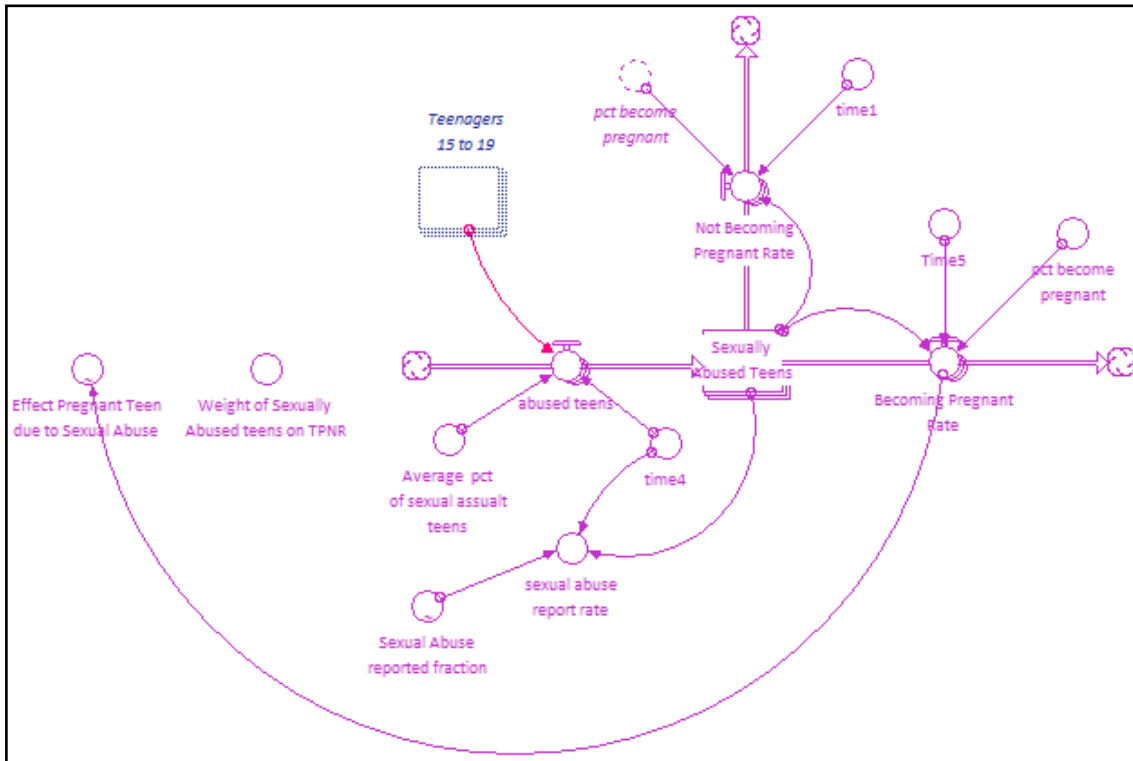 pct become
pregnant
time1
Teenagers
15 to 19
Not Becoming
Pregnant Rate
Time5
pct become
pregnant
Sexually
Abused Teens
Effect Pregnant Teen
due to Sexual Abuse
Weight of Sexually
Abused teens on TPNR
abused teens
Becoming Pregnant
Rate
Average pct
of sexual assualt
teens
time4
sexual abuse
report rate
Sexual Abuse
reported fraction